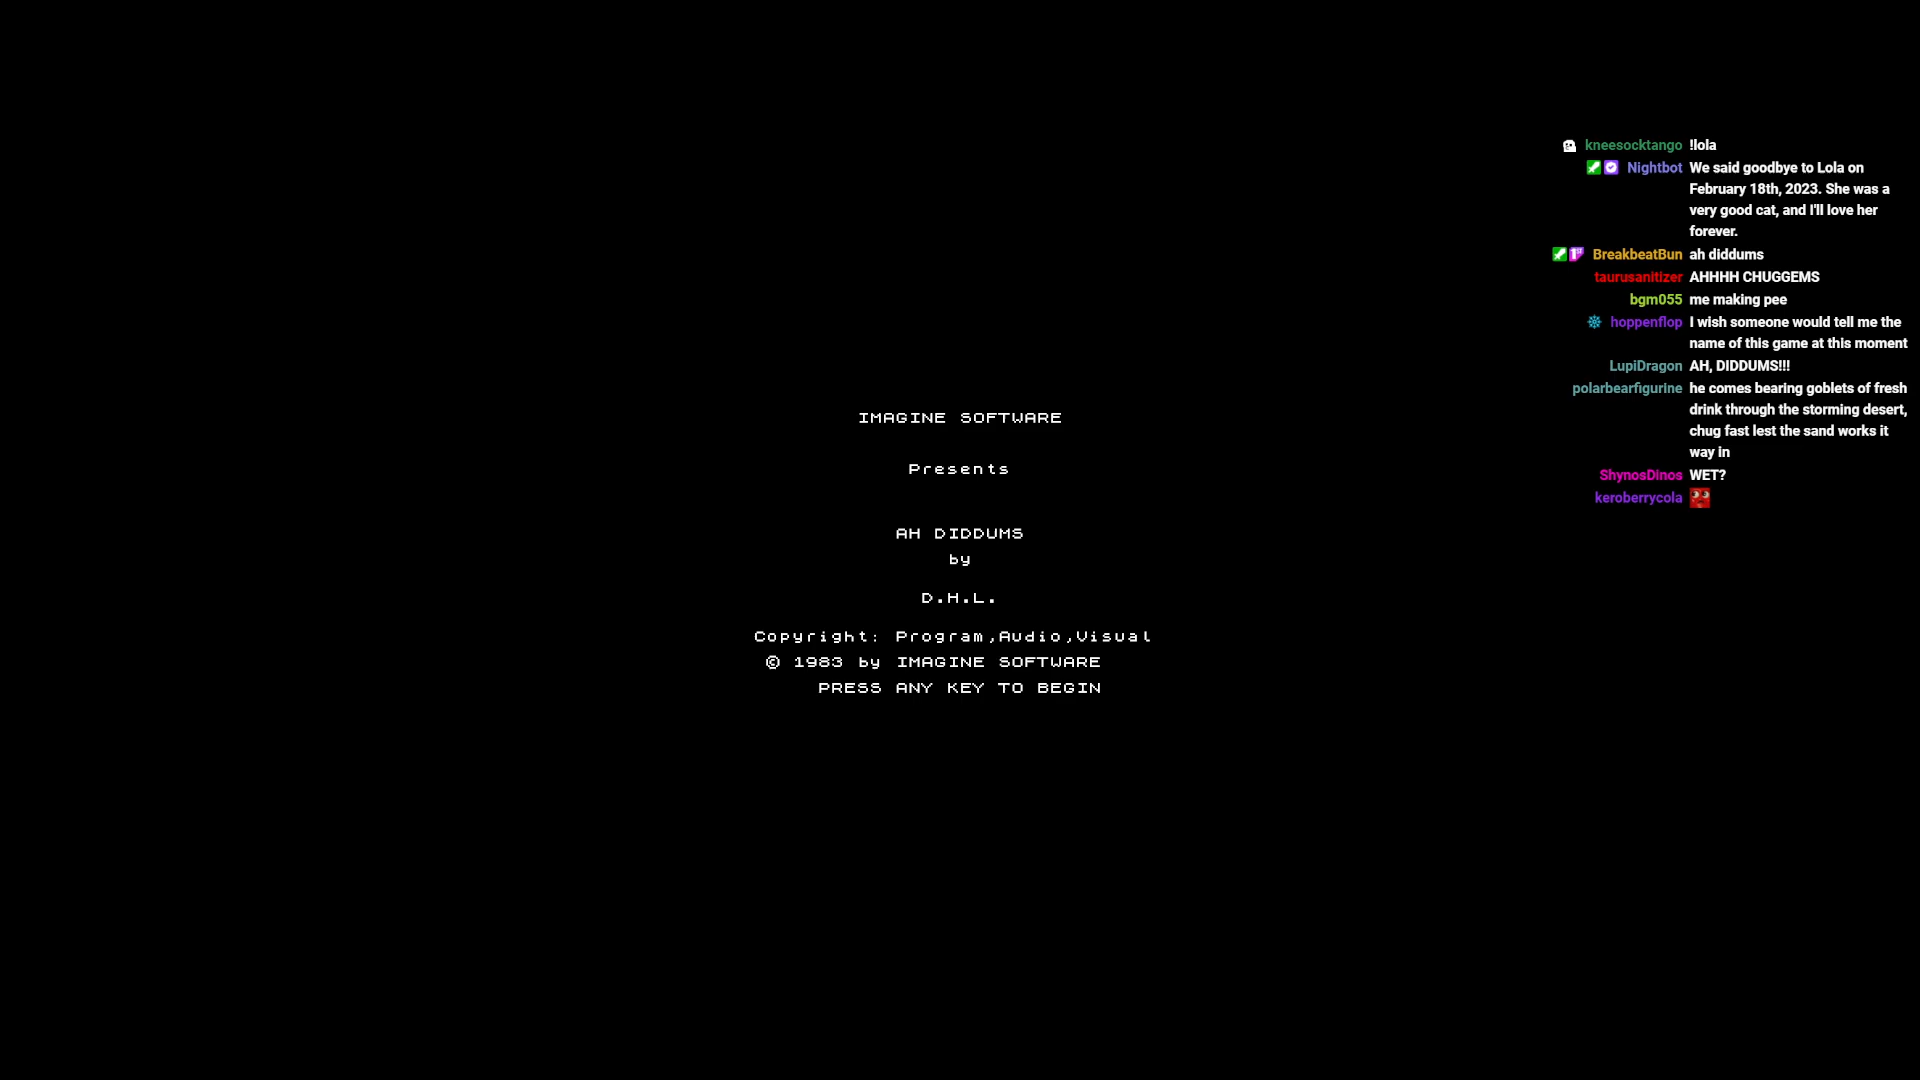 IMAGINE SOFTWARE
Presents
AH DIDDUMS
by
D.H.L.
Copyright: Program,Audio,Visual
© 1983 by IMAGINE SOFTWARE
PRESS ANY KEY TO BEGIN
kneesocktango !lola
Nightbot We said goodbye to Lola on
February 18th, 2023. She was a
very good cat, and I'll love her
forever.
BreakbeatBun ah diddums
taurusanitizer AHHHH CHUGGEMS
bgm055 me making pee
hoppenflop I wish someone would tell me the
name of this game at this moment
LupiDragon AH, DIDDUMS!!!
polarbearfigurine he comes bearing goblets of fresh
drink through the storming desert,
chug fast lest the sand works it
way in
ShynosDinos WET?
keroberrycola